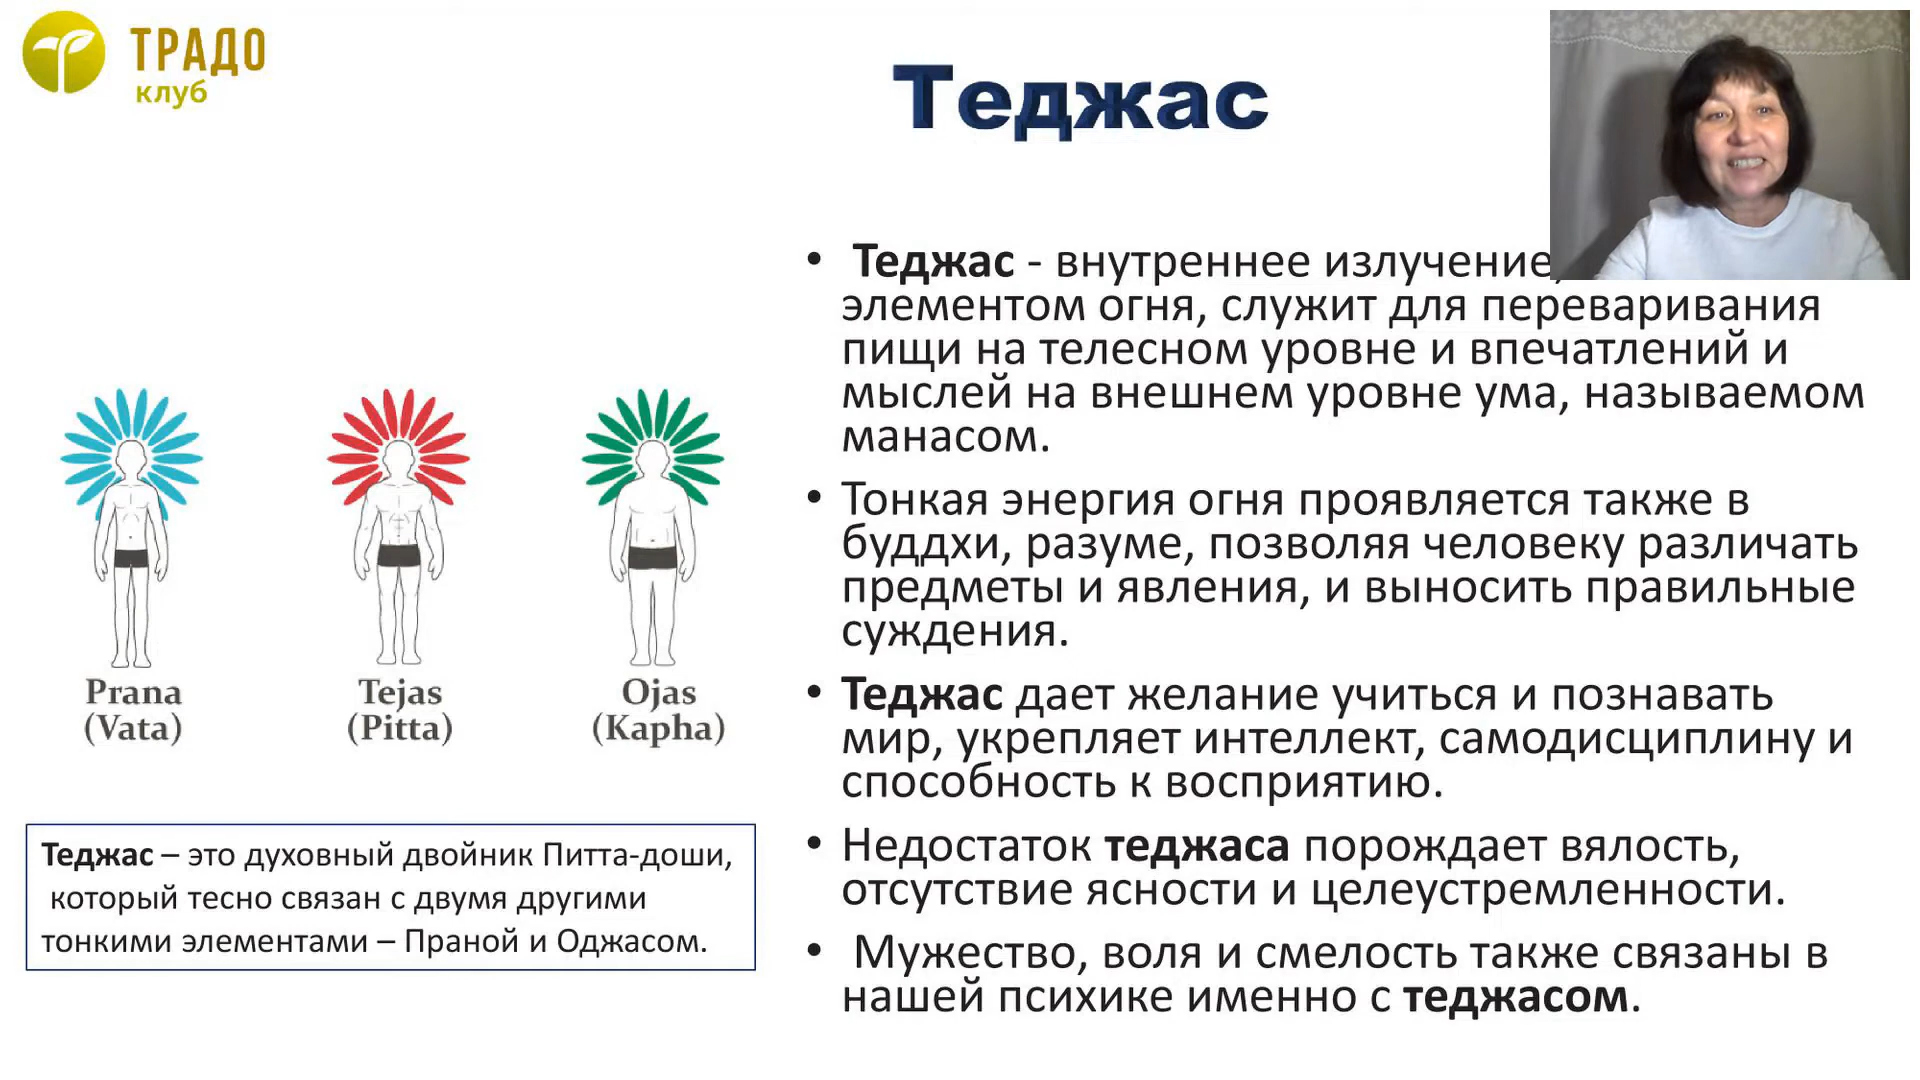 ТРАДО
клуб
Теджас
• Теджас - внутреннее излучение,
элементом огня, служит для переваривания
пищи на телесном уровне и впечатлений и
мыслей на внешнем уровне ума, называемом
манасом.
• Тонкая энергия огня проявляется также в
буддхи, разуме, позволяя человеку различать
предметы и явления, и выносить правильные
суждения.
• Теджас дает желание учиться и познавать
мир, укрепляет интеллект, самодисциплину и
способность к восприятию.
• Недостаток теджаса порождает вялость,
отсутствие ясности и целеустремленности.
• Мужество, воля и смелость также связаны в
нашей психике именно с теджасом.
Prana
(Vata)
Tejas
(Pitta)
Ojas
(Kapha)
Теджас – это духовный двойник Питта-доши,
который тесно связан с двумя другими
тонкими элементами – Праной и Оджасом.